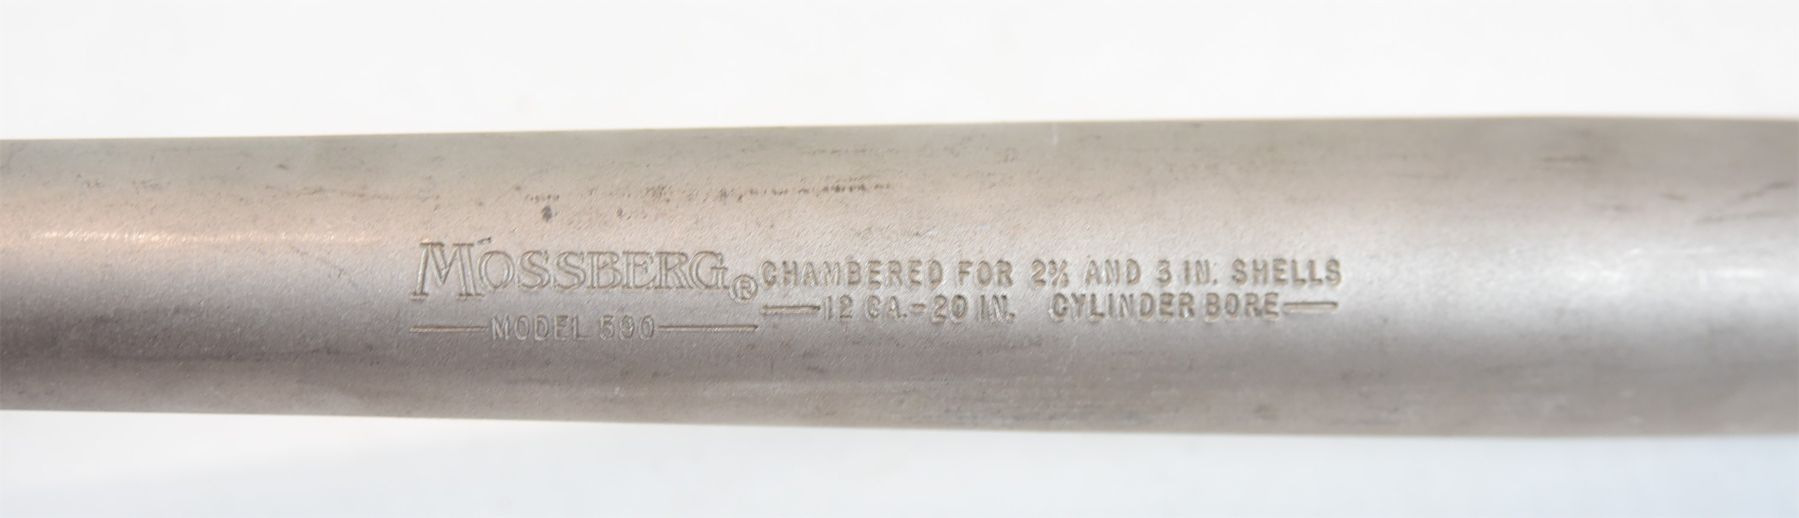 MOSSBERG® CHAMBERED FOR 2¾ AND 3 IN. SHELLS
12 GA.-20 IN. CYLINDER BORE
MODEL 590